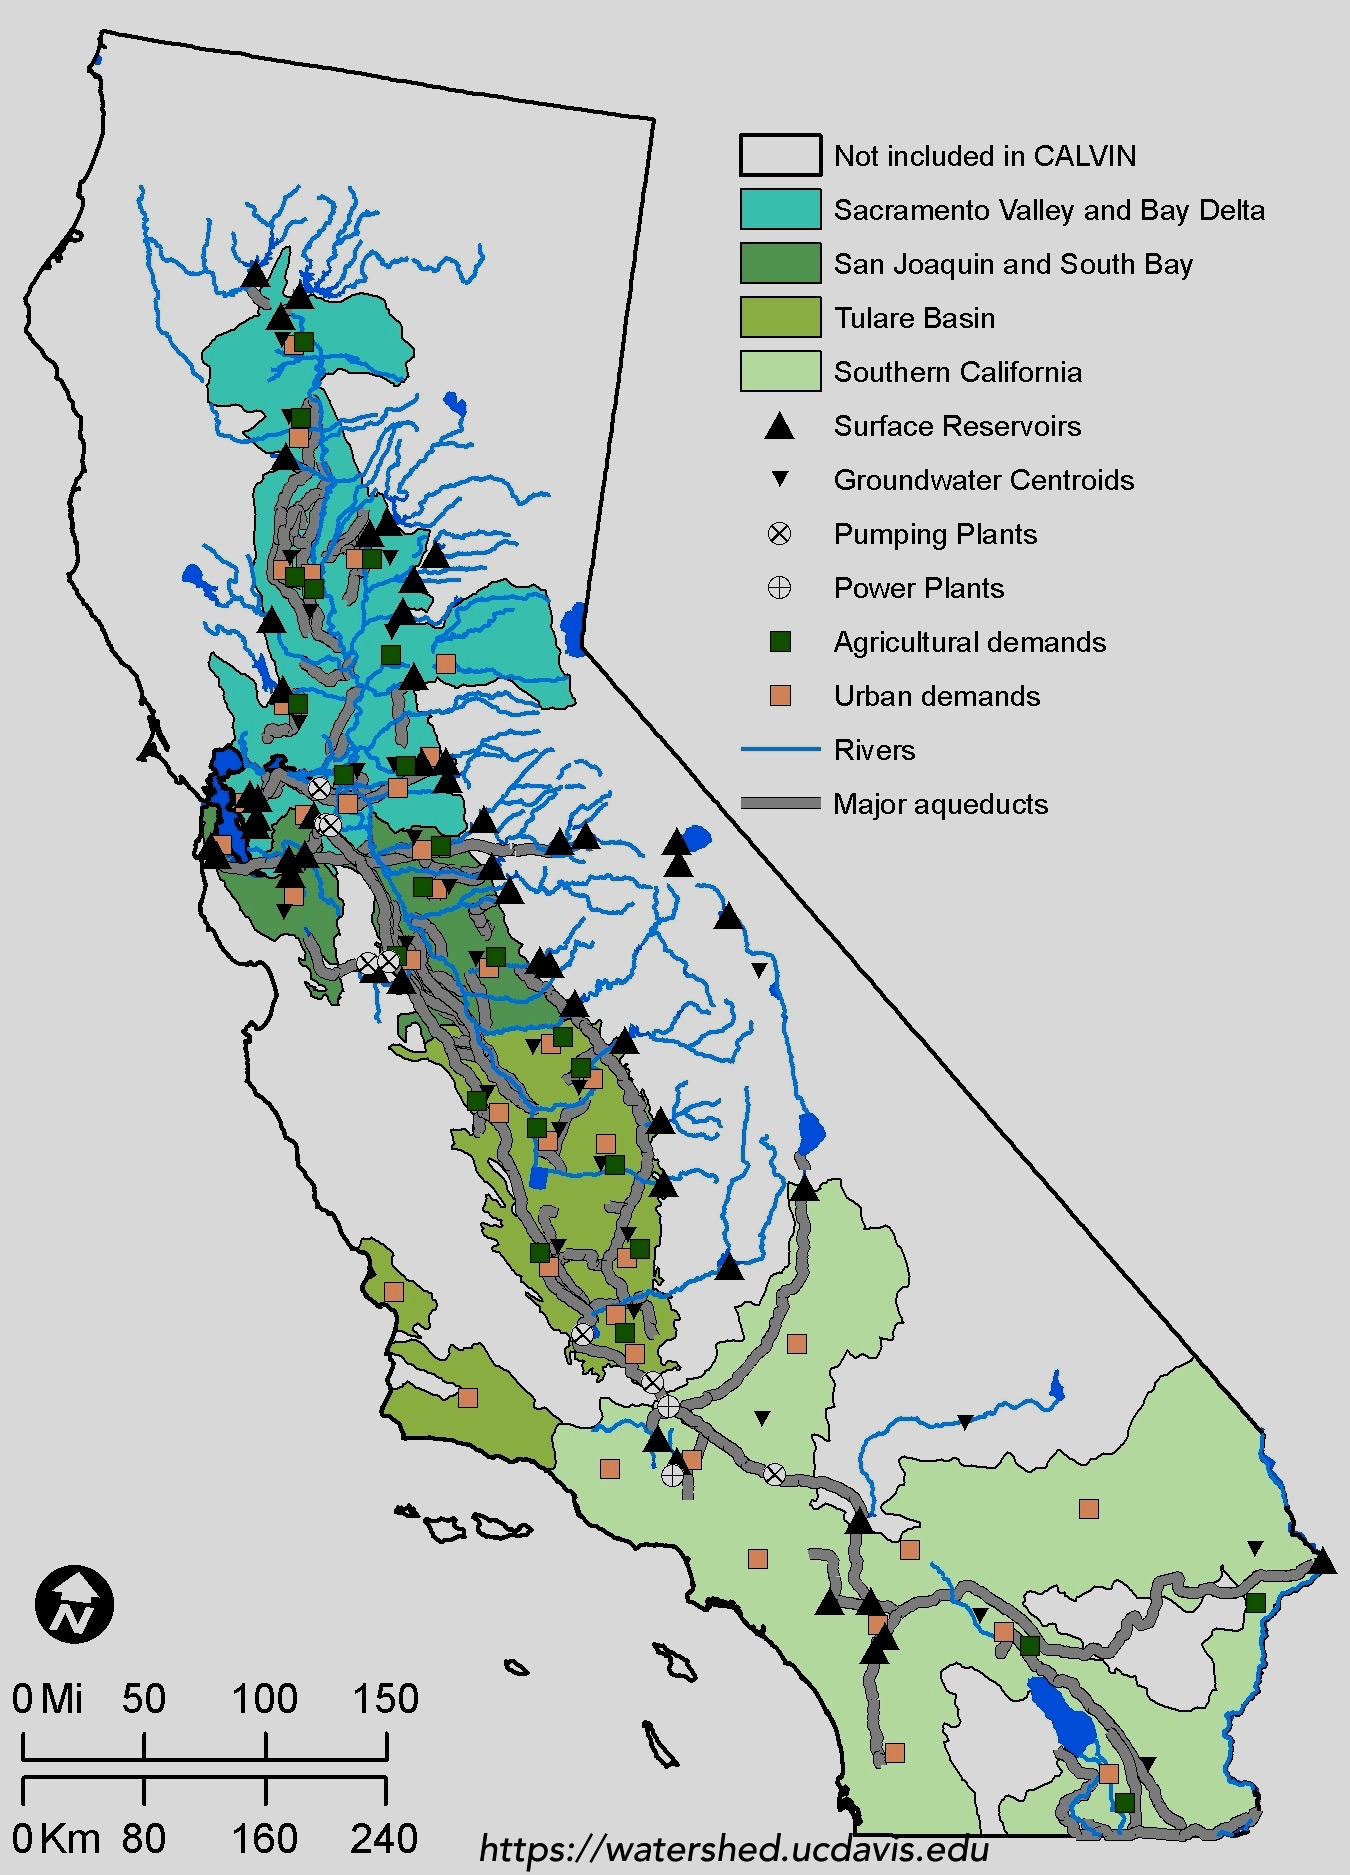 Not included in CALVIN
Sacramento Valley and Bay Delta
San Joaquin and South Bay
Tulare Basin
Southern California
Surface Reservoirs
Groundwater Centroids
Pumping Plants
Power Plants
Agricultural demands
Urban demands
Rivers
Major aqueducts
N
0 Mi 50 100 150
0 Km 80 160 240
https://watershed.ucdavis.edu